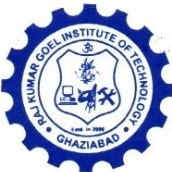 RAJ KUMAR GOEL INSTITUTE OF TECHNOLOGY
GHAZIABAD
ॐ
Estd. in 2000